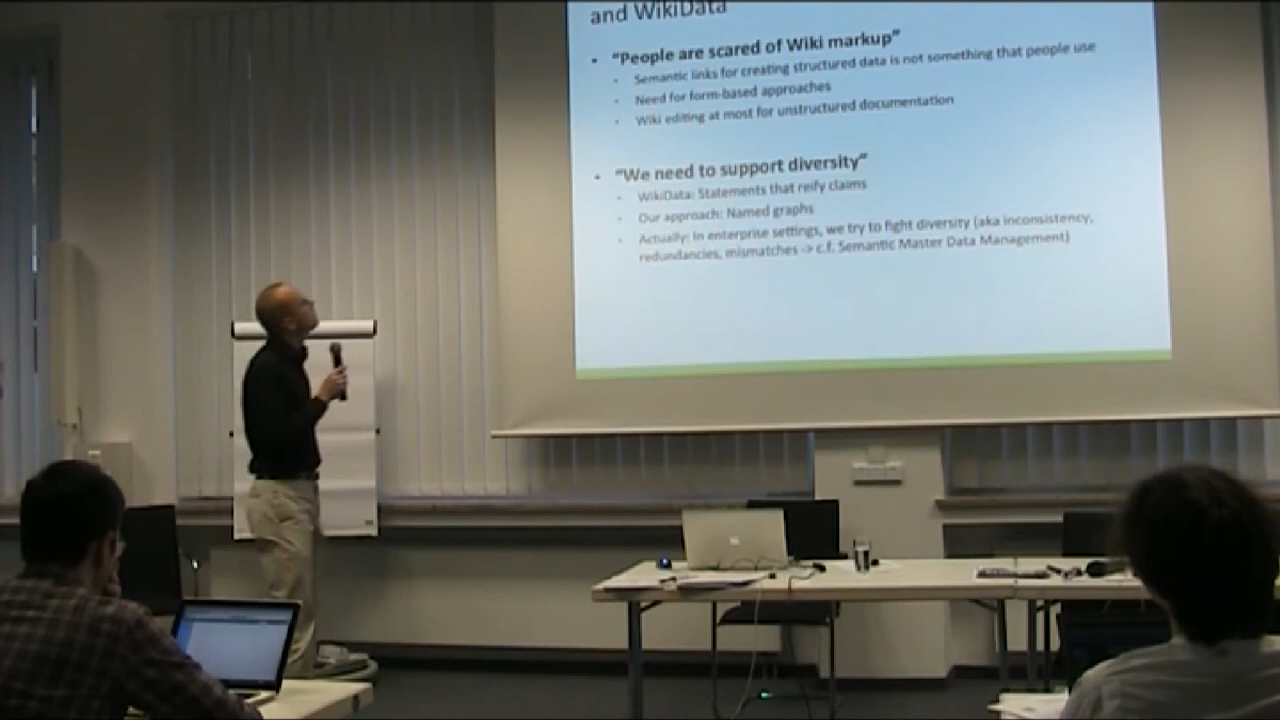 and WikiData
• "People are scared of Wiki markup"
- Semantic links for creating structured data is not something that people use
- Need for form-based approaches
- Wiki editing at most for unstructured documentation
• "We need to support diversity"
- WikiData: Statements that reify claims
- Our approach: Named graphs
- Actually: In enterprise settings, we try to fight diversity (aka inconsistency,
redundancies, mismatches -> c.f. Semantic Master Data Management)